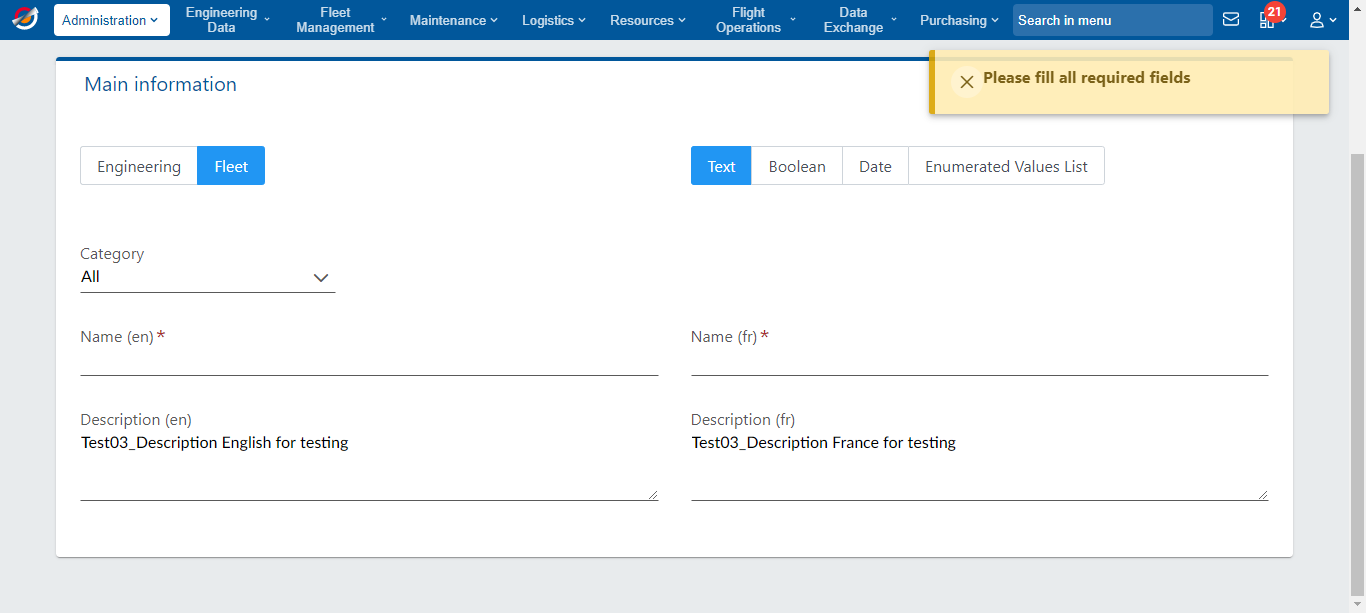 Administration
Engineering
Data
Fleet
Management
Maintenance
Logistics
Resources
Flight
Operations
Data
Exchange
Purchasing
Search in menu
21
Main information
Please fill all required fields
Engineering
Fleet
Text
Boolean
Date
Enumerated Values List
Category
All
Name (en) *
Name (fr) *
Description (en)
Test03_Description English for testing
Description (fr)
Test03_Description France for testing